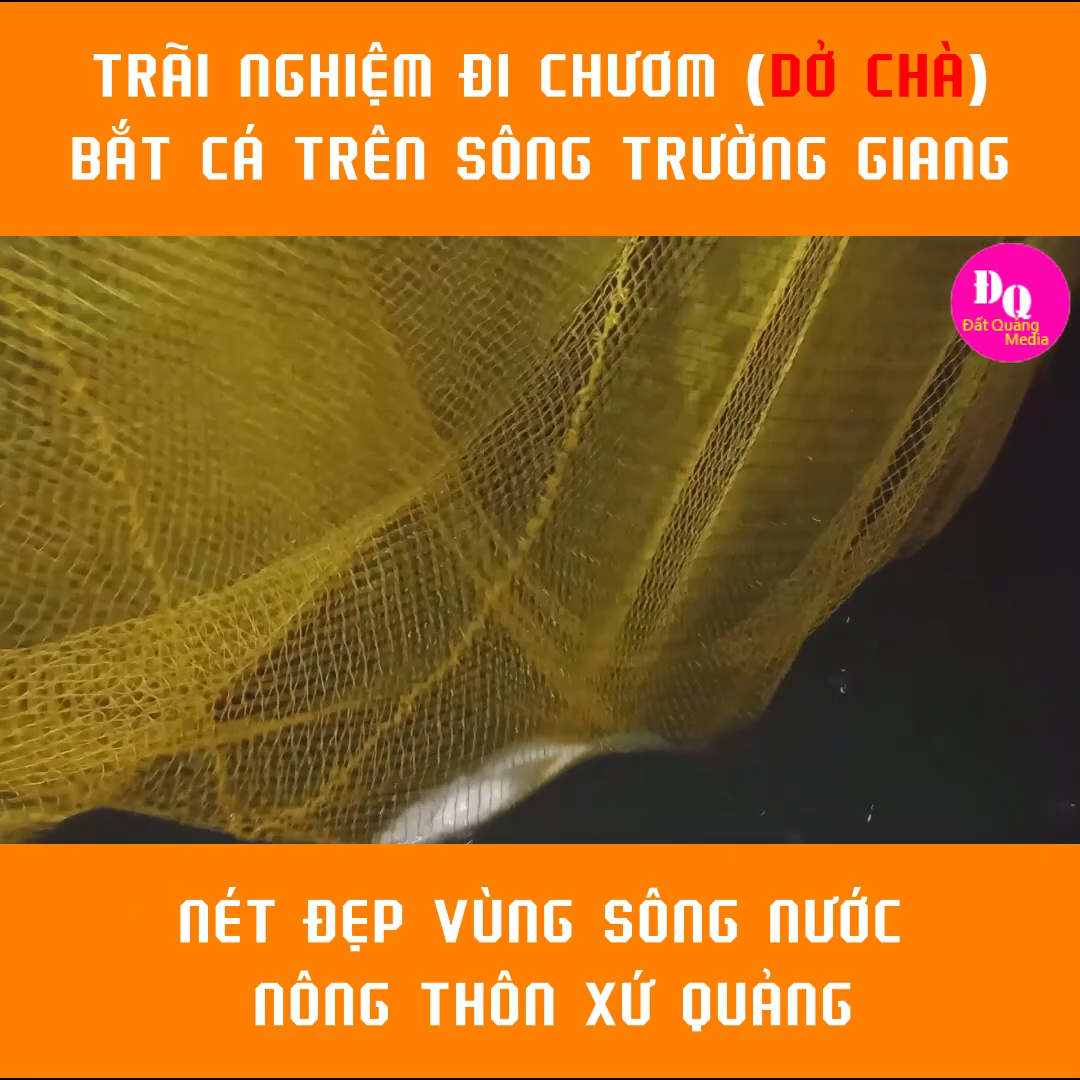 TRÃI NGHIỆM ĐI CHƯƠM (DỞ CHÀ)
BẮT CÁ TRÊN SÔNG TRƯỜNG GIANG
ĐQ
Đất Quảng
Media
NÉT ĐẸP VÙNG SÔNG NƯỚC
NÔNG THÔN XỨ QUẢNG